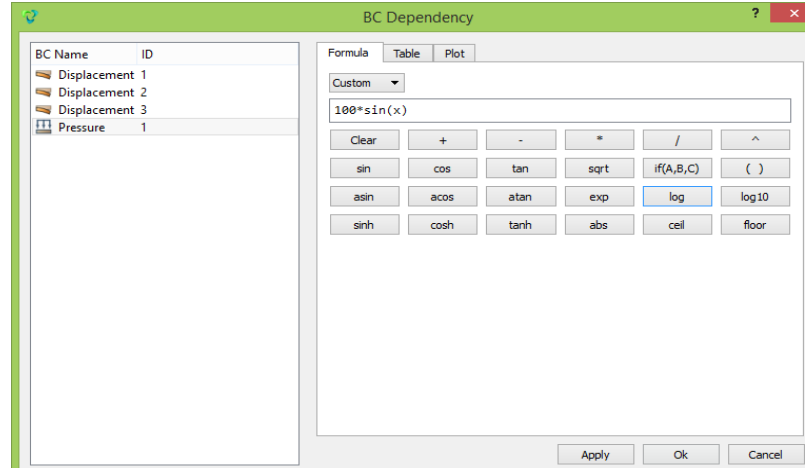 BC Dependency
? ×
BC Name ID
Displacement 1
Displacement 2
Displacement 3
Pressure 1
Formula Table Plot
Custom
100*sin(x)
Clear + - * / ^
sin cos tan sqrt if(A,B,C) ( )
asin acos atan exp log log10
sinh cosh tanh abs ceil floor
Apply Ok Cancel